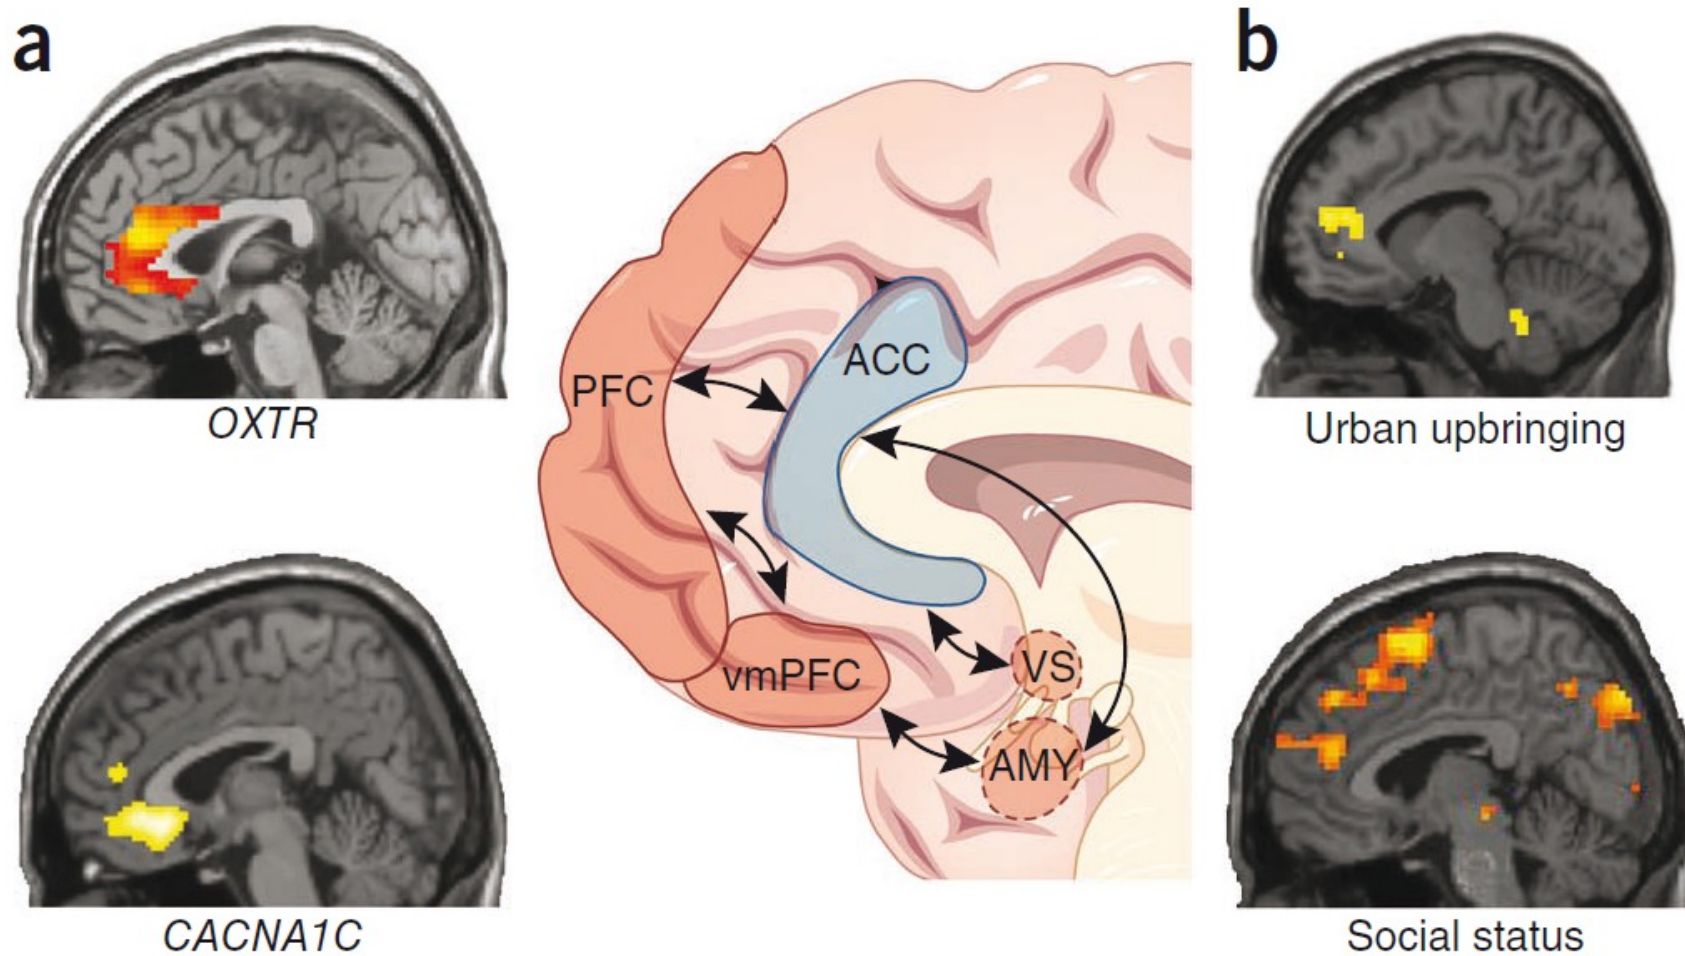 a
OXTR
CACNA1C
PFC
ACC
vmPFC
VS
AMY
b
Urban upbringing
Social status